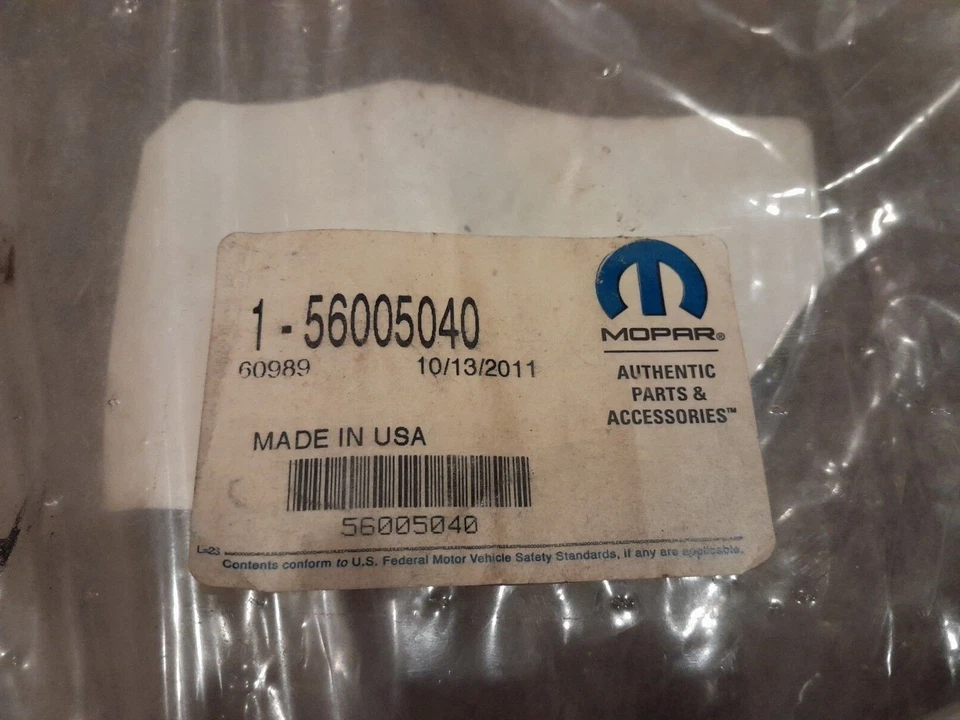 1 - 56005040
60989 10/13/2011
MADE IN USA
56005040
MOPAR®
AUTHENTIC
PARTS &
ACCESSORIES™
L-23
Contents conform to U.S. Federal Motor Vehicle Safety Standards, if any are applicable.